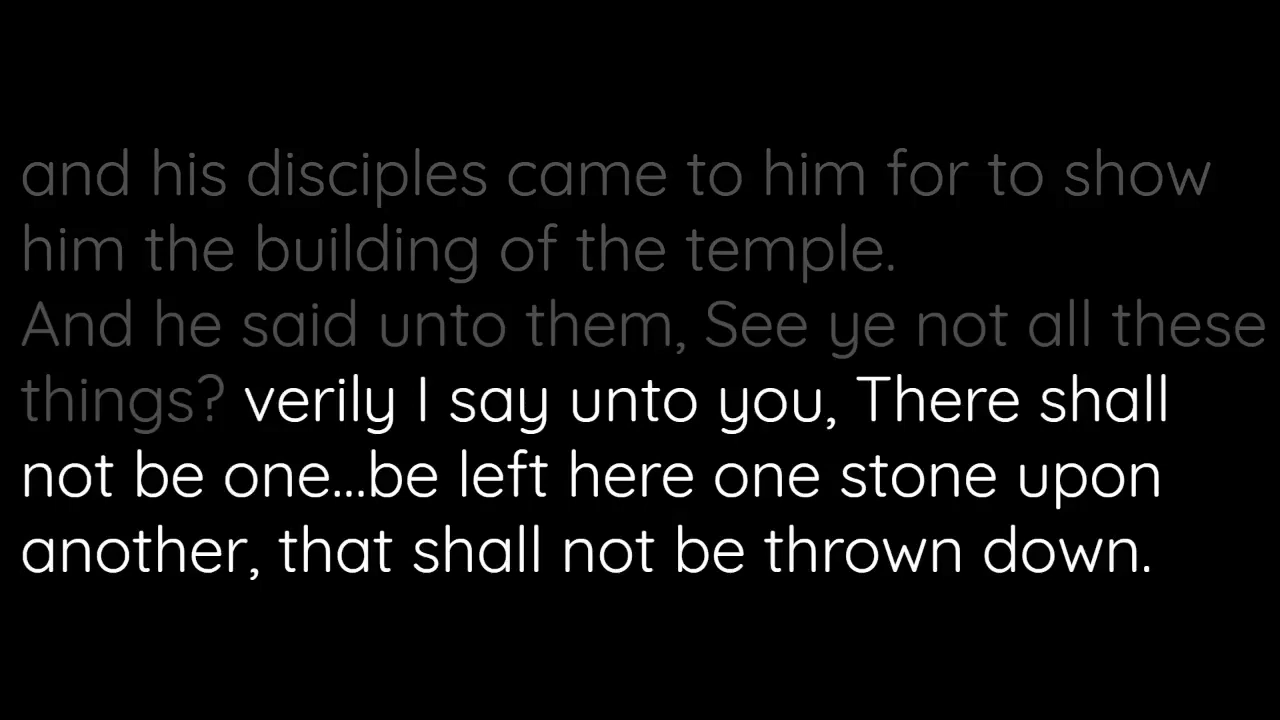 and his disciples came to him for to show
him the building of the temple.
And he said unto them, See ye not all these
things? verily I say unto you, There shall
not be one...be left here one stone upon
another, that shall not be thrown down.